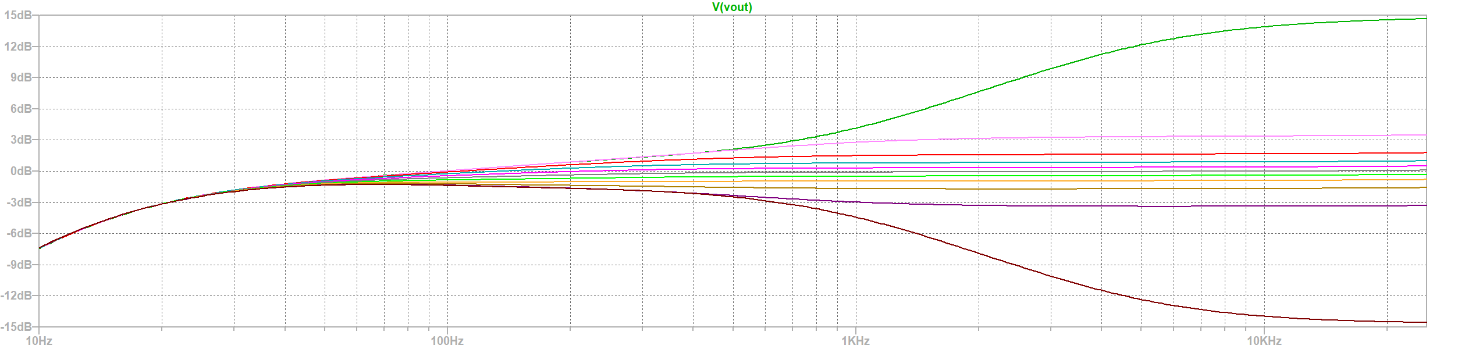 V(vout)
15dB
12dB
9dB
6dB
3dB
0dB
-3dB
-6dB
-9dB
-12dB
-15dB
10Hz 100Hz 1KHz 10KHz